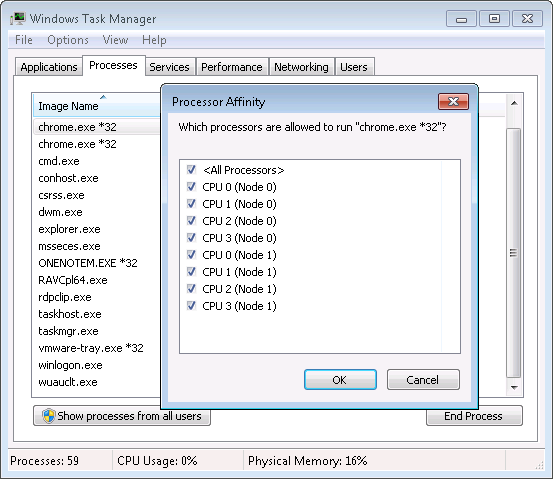 Windows Task Manager
File Options View Help
Applications Processes Services Performance Networking Users
Image Name
chrome.exe *32
chrome.exe *32
cmd.exe
conhost.exe
csrss.exe
dwm.exe
explorer.exe
msseces.exe
ONENOTEM.EXE *32
RAVCpl64.exe
rdpclip.exe
taskhost.exe
taskmgr.exe
vmware-tray.exe *32
winlogon.exe
wuauclt.exe
Processor Affinity
Which processors are allowed to run "chrome.exe *32"?
<All Processors>
CPU 0 (Node 0)
CPU 1 (Node 0)
CPU 2 (Node 0)
CPU 3 (Node 0)
CPU 0 (Node 1)
CPU 1 (Node 1)
CPU 2 (Node 1)
CPU 3 (Node 1)
OK Cancel
Show processes from all users End Process
Processes: 59 CPU Usage: 0% Physical Memory: 16%